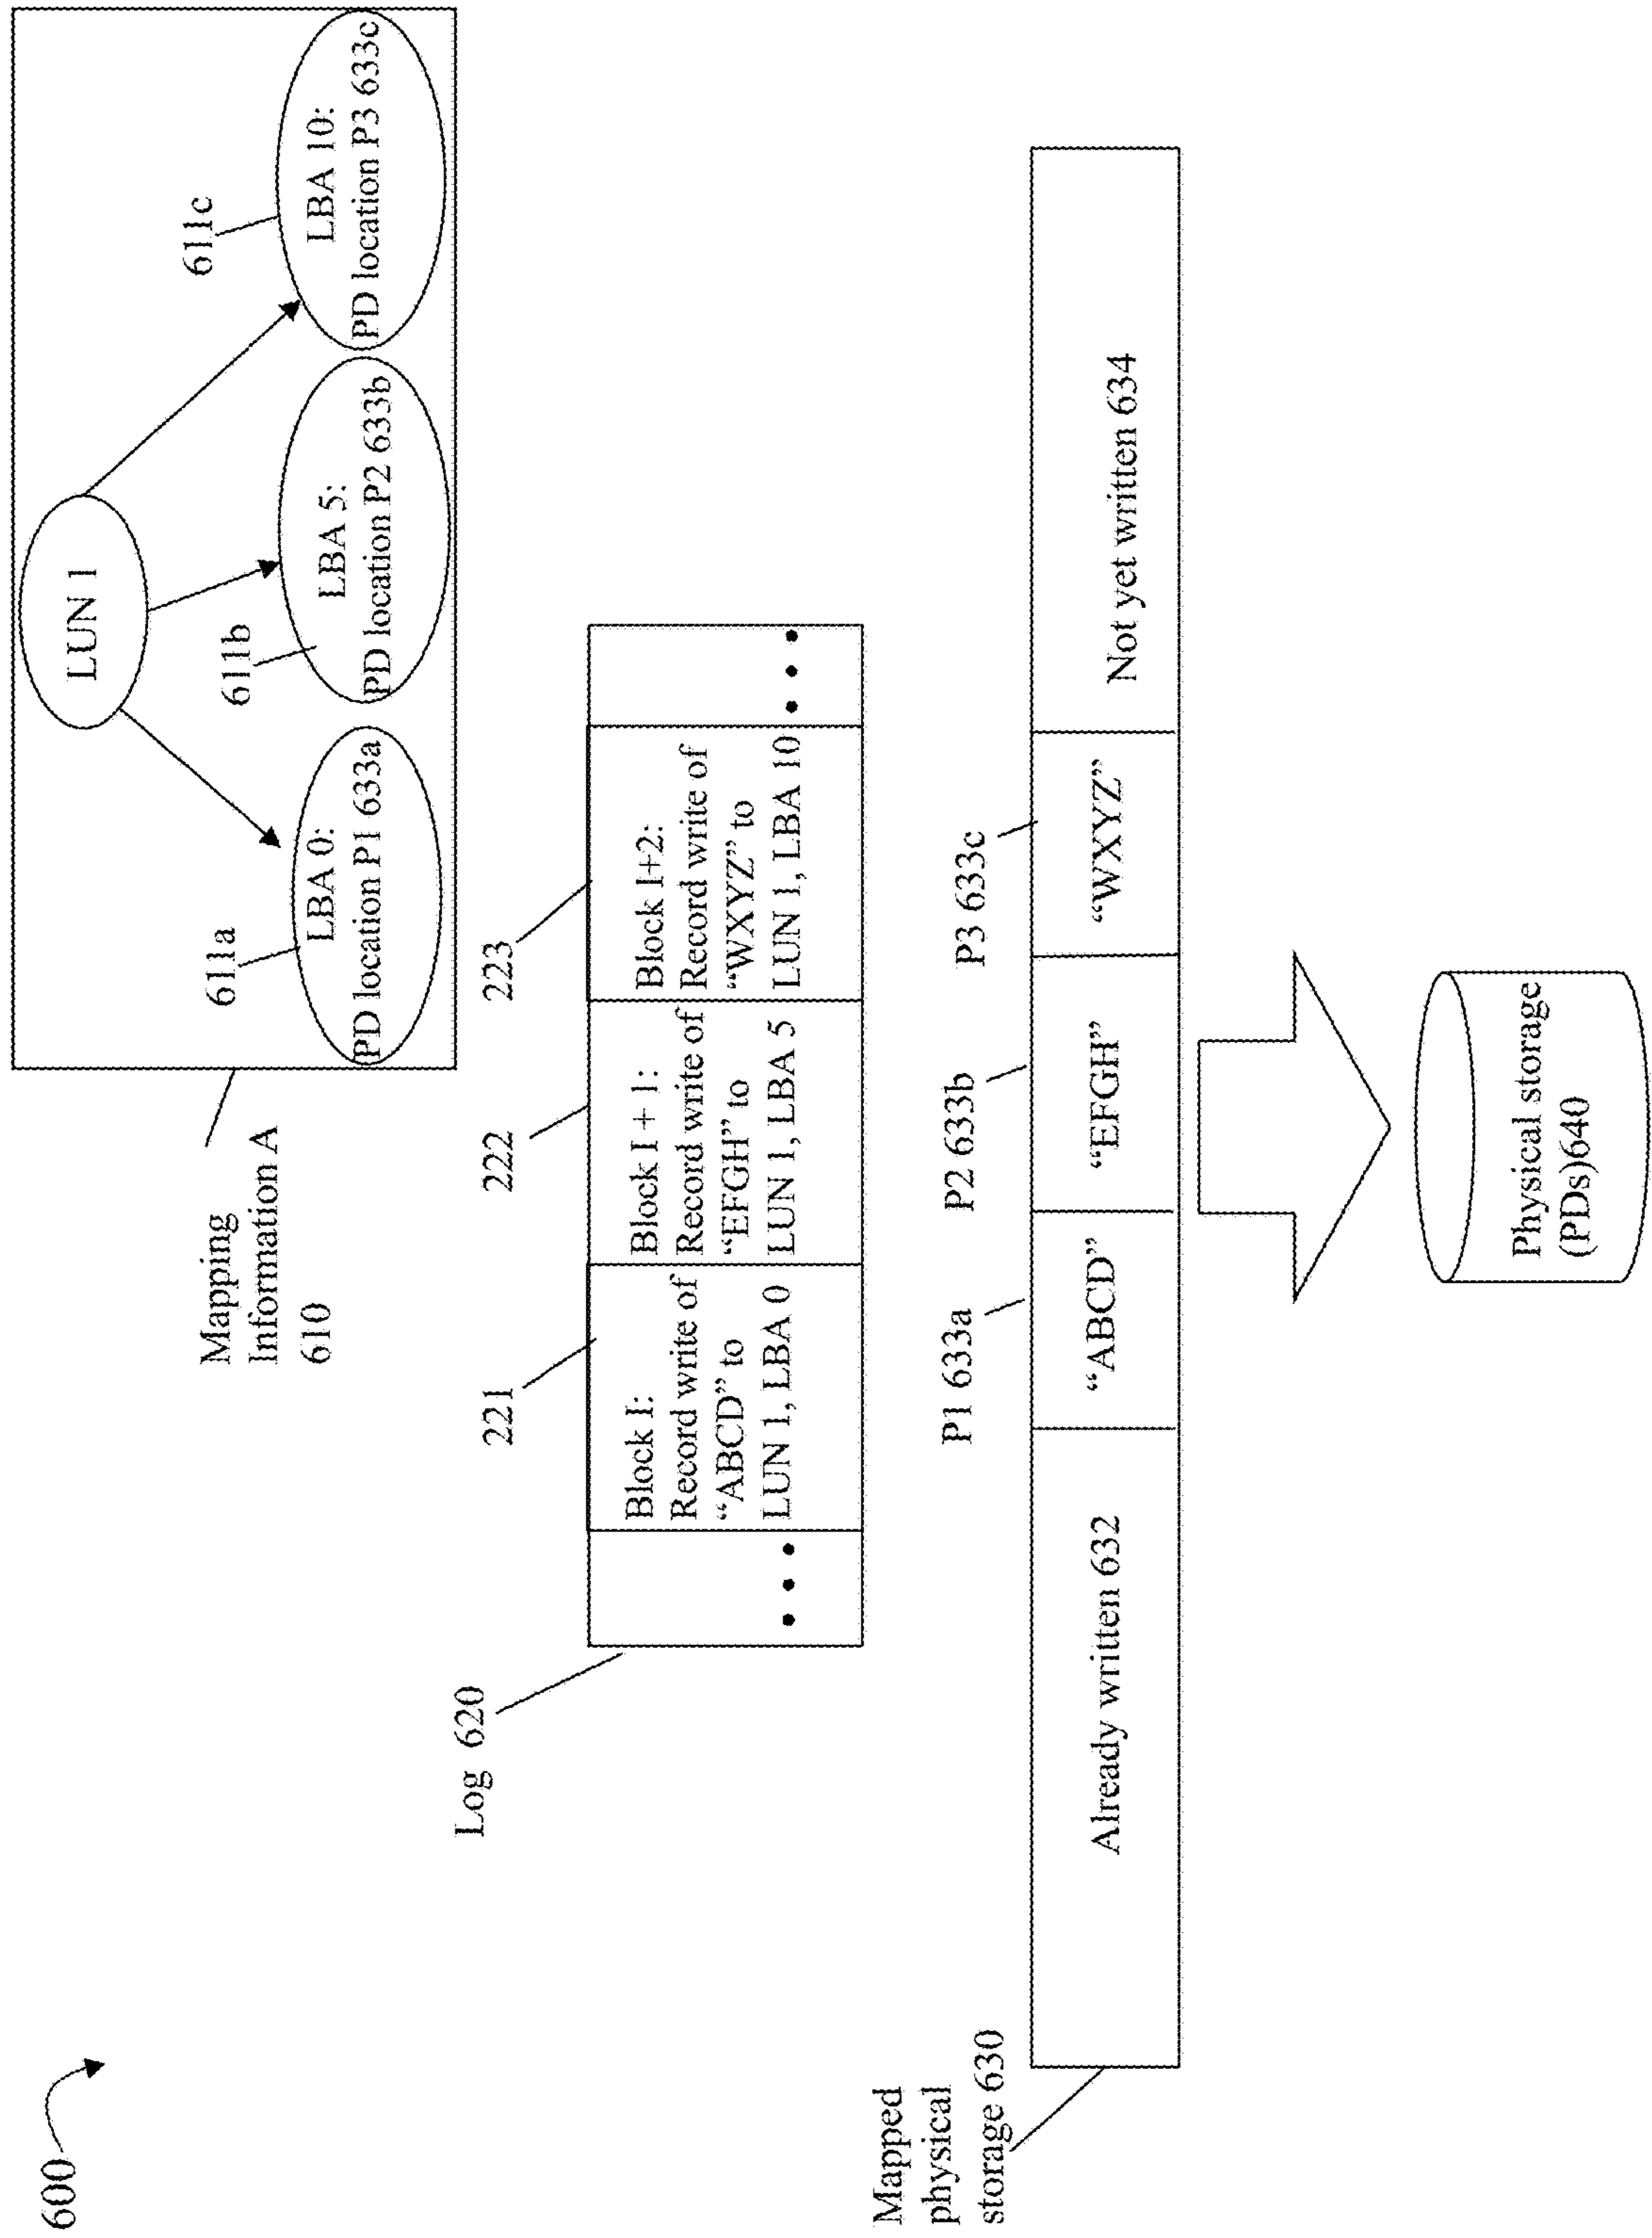 600
LUN 1
611a
611b
611c
LBA 0:
PD location P1 633a
LBA 5:
PD location P2 633b
LBA 10:
PD location P3 633c
Mapping
Information A
610
Log 620
221
222
223
Block I:
Record write of
“ABCD” to
LUN 1, LBA 0
Block I + 1:
Record write of
“EFGH” to
LUN 1, LBA 5
Block I+2:
Record write of
“WXYZ” to
LUN 1, LBA 10
Mapped
physical
storage 630
P1 633a
P2 633b
P3 633c
Already written 632
“ABCD”
“EFGH”
“WXYZ”
Not yet written 634
Physical storage
(PDs)640